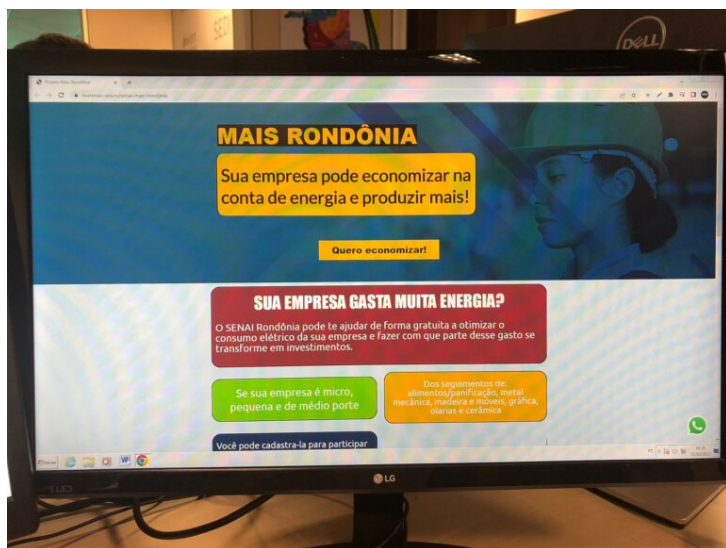 DELL
Projeto Mais Rondônia
MAIS RONDÔNIA
Sua empresa pode economizar na
conta de energia e produzir mais!
Quero economizar!
SUA EMPRESA GASTA MUITA ENERGIA?
O SENAI Rondônia pode te ajudar de forma gratuita a otimizar o
consumo elétrico da sua empresa e fazer com que parte desse gasto se
transforme em investimentos.
Se sua empresa é micro,
pequena e de médio porte
Dos seguimentos de:
alimentos/panificação, metal
mecânica, madeira e móveis, gráfica,
olarias e cerâmica
Você pode cadastra-la para participar
LG